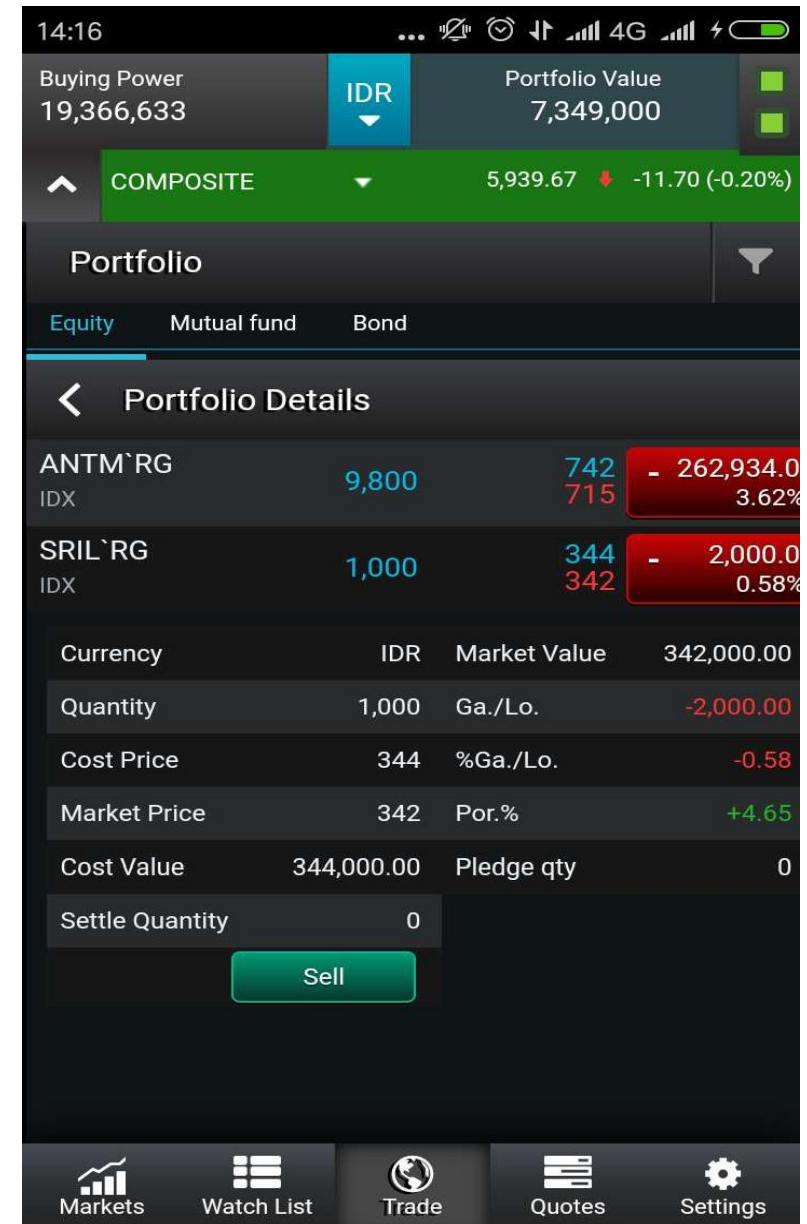 14:16 ... 4G
Buying Power IDR Portfolio Value
19,366,633 7,349,000
COMPOSITE 5,939.67 -11.70 (-0.20%)
Portfolio
Equity Mutual fund Bond
Portfolio Details
ANTM`RG 9,800 742 - 262,934.0
IDX 715 3.62%
SRIL`RG 1,000 344 - 2,000.0
IDX 342 0.58%
Currency IDR Market Value 342,000.00
Quantity 1,000 Ga./Lo. -2,000.00
Cost Price 344 %Ga./Lo. -0.58
Market Price 342 Por.% +4.65
Cost Value 344,000.00 Pledge qty 0
Settle Quantity 0
Sell
Markets Watch List Trade Quotes Settings